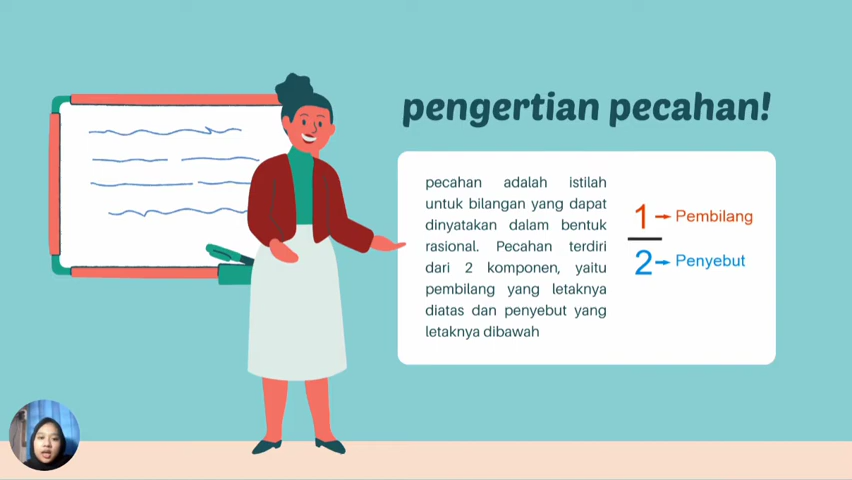 pengertian pecahan!
pecahan adalah istilah
untuk bilangan yang dapat
dinyatakan dalam bentuk
rasional. Pecahan terdiri
dari 2 komponen, yaitu
pembilang yang letaknya
diatas dan penyebut yang
letaknya dibawah
1 → Pembilang
2 → Penyebut